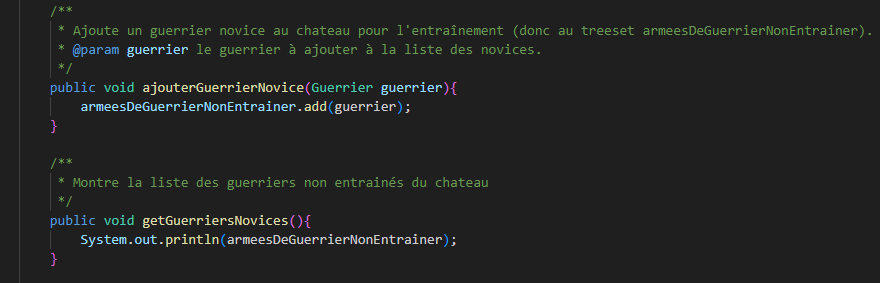 /**
 * Ajoute un guerrier novice au chateau pour l'entraînement (donc au treeset armeesDeGuerrierNonEntrainer).
 * @param guerrier le guerrier à ajouter à la liste des novices.
 */
public void ajouterGuerrierNovice(Guerrier guerrier){
    armeesDeGuerrierNonEntrainer.add(guerrier);
}

/**
 * Montre la liste des guerriers non entrainés du chateau
 */
public void getGuerriersNovices(){
    System.out.println(armeesDeGuerrierNonEntrainer);
}